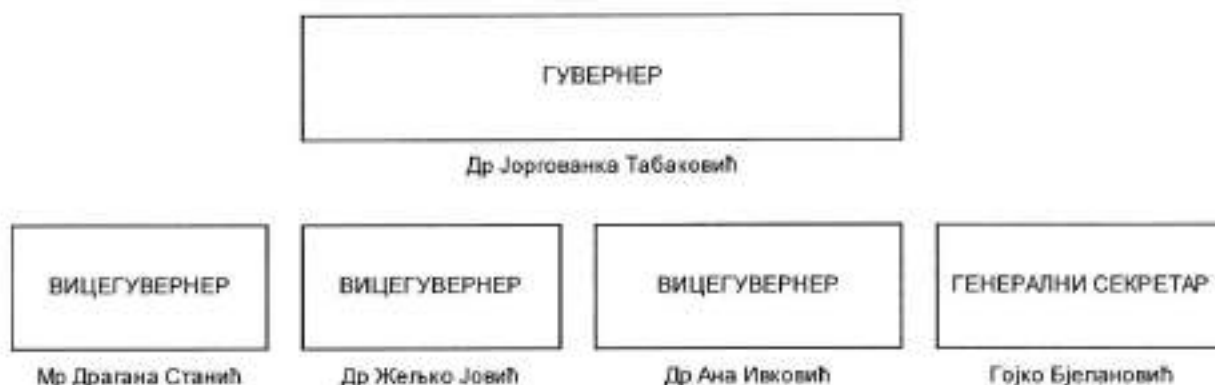 ГУВЕРНЕР
Др Јоргованка Табаковић
ВИЦЕГУВЕРНЕР
ВИЦЕГУВЕРНЕР
ВИЦЕГУВЕРНЕР
ГЕНЕРАЛНИ СЕКРЕТАР
Мр Драгана Станић
Др Жељко Јовић
Др Ана Ивковић
Гојко Бјелановић